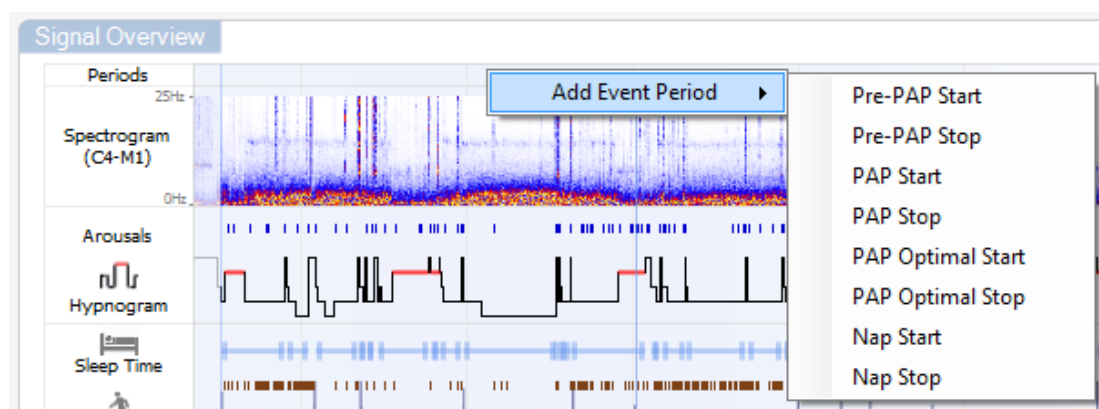 Signal Overview
Periods
25Hz
Spectrogram
(C4-M1)
0Hz
Arousals
Hypnogram
Sleep Time
Add Event Period
Pre-PAP Start
Pre-PAP Stop
PAP Start
PAP Stop
PAP Optimal Start
PAP Optimal Stop
Nap Start
Nap Stop